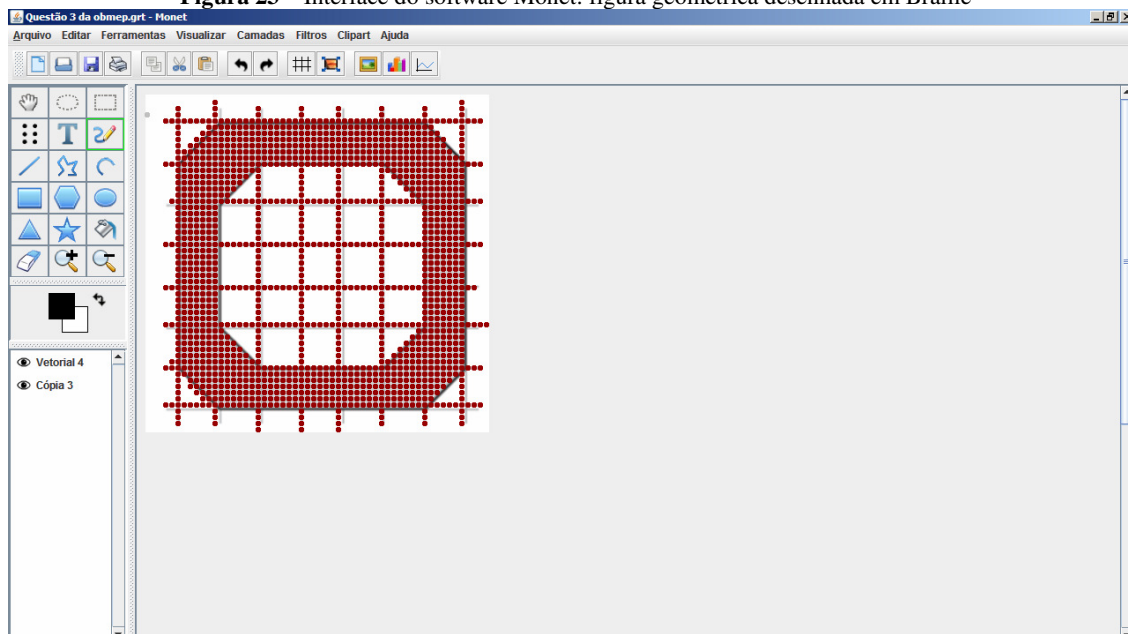 Figura 25 – Interface do software Monet: figura geométrica desenhada em Braille
Questão 3 da obmep.grt - Monet
Arquivo Editar Ferramentas Visualizar Camadas Filtros Clipart Ajuda
T
Vetorial 4
Cópia 3